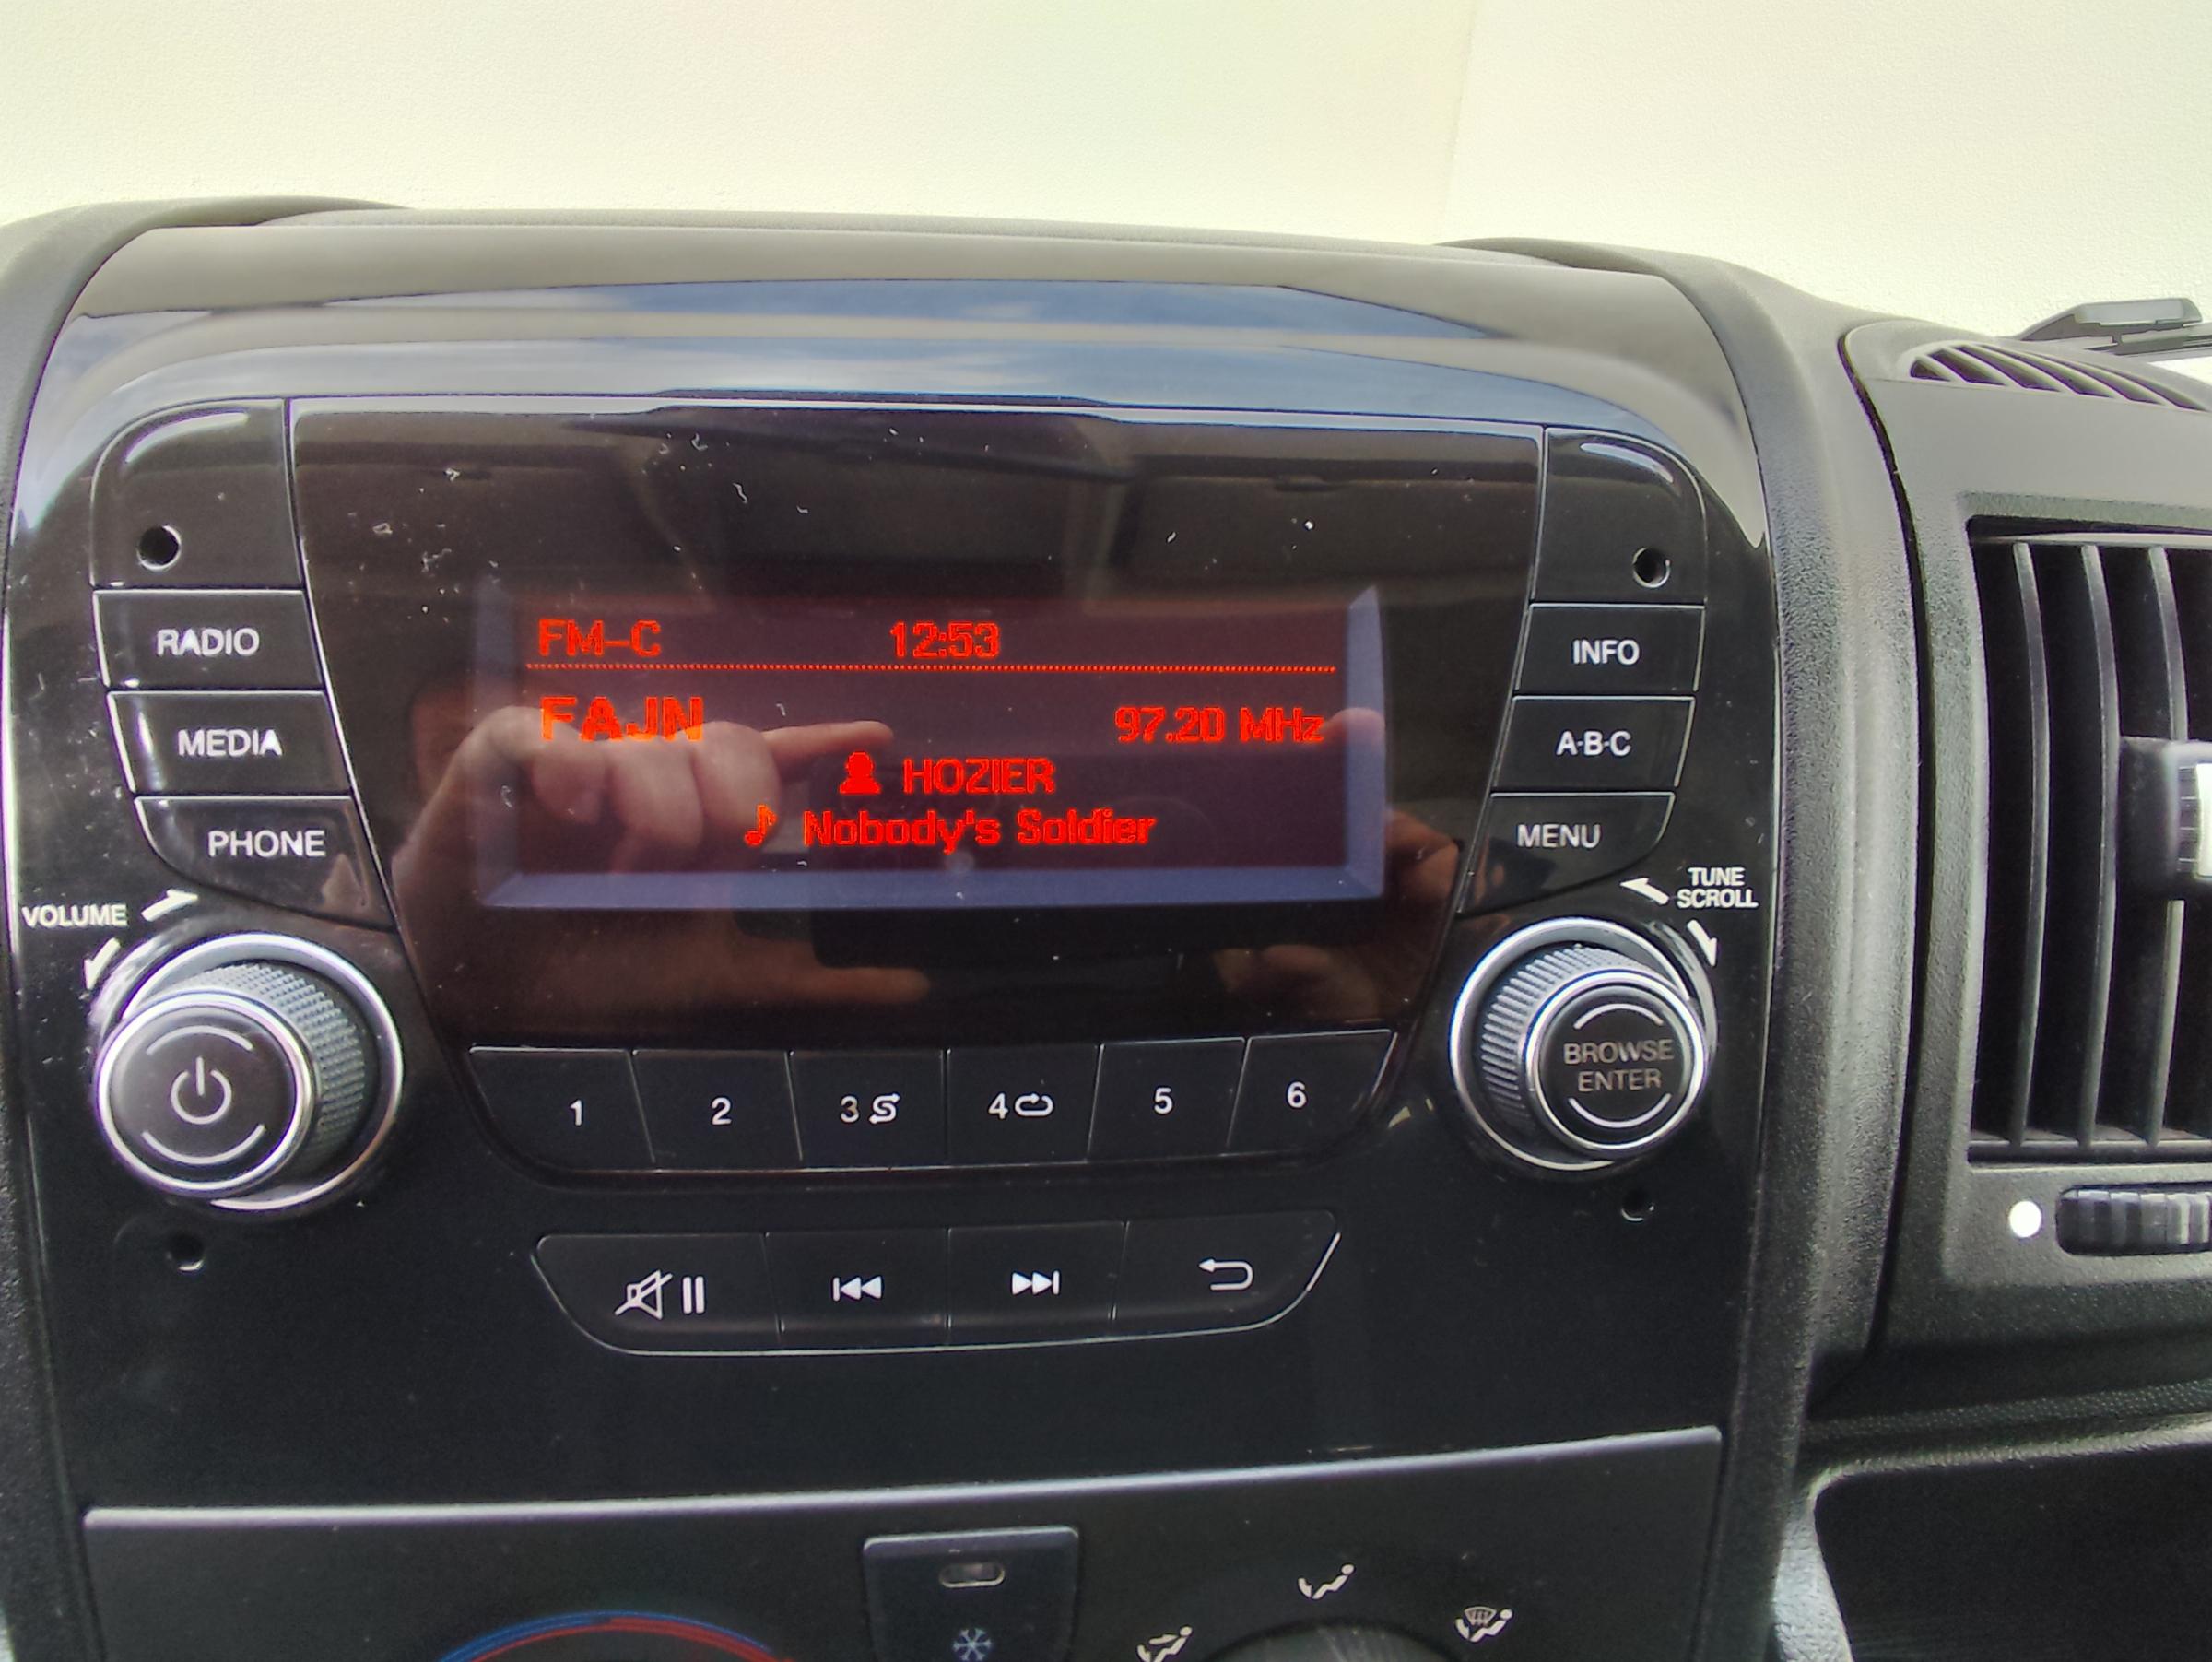 FM-C 12:53
FAJN 97.20 MHz
HOZIER
Nobody's Soldier
RADIO
MEDIA
PHONE
VOLUME
INFO
A-B-C
MENU
TUNE
SCROLL
BROWSE
ENTER
1 2 3 4 5 6